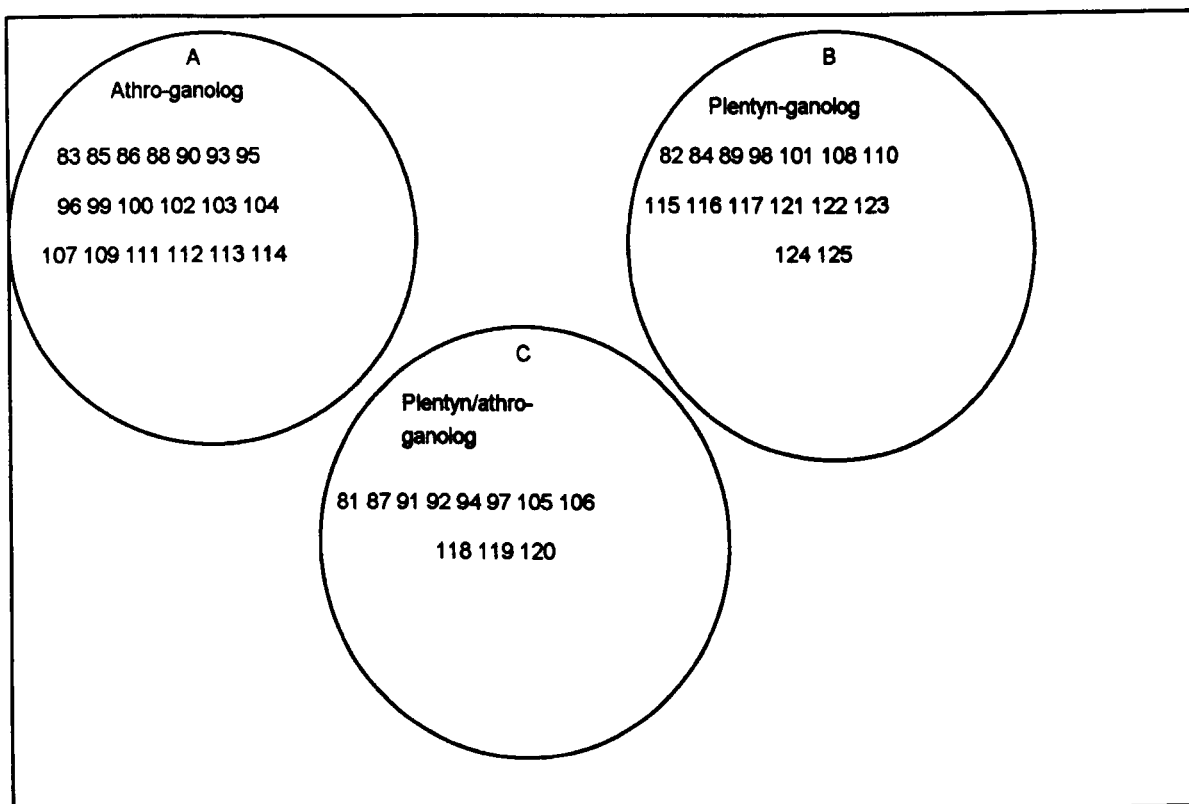 A
Athro-ganolog
83 85 86 88 90 93 95
96 99 100 102 103 104
107 109 111 112 113 114
B
Plentyn-ganolog
82 84 89 98 101 108 110
115 116 117 121 122 123
124 125
C
Plentyn/athro-
ganolog
81 87 91 92 94 97 105 106
118 119 120